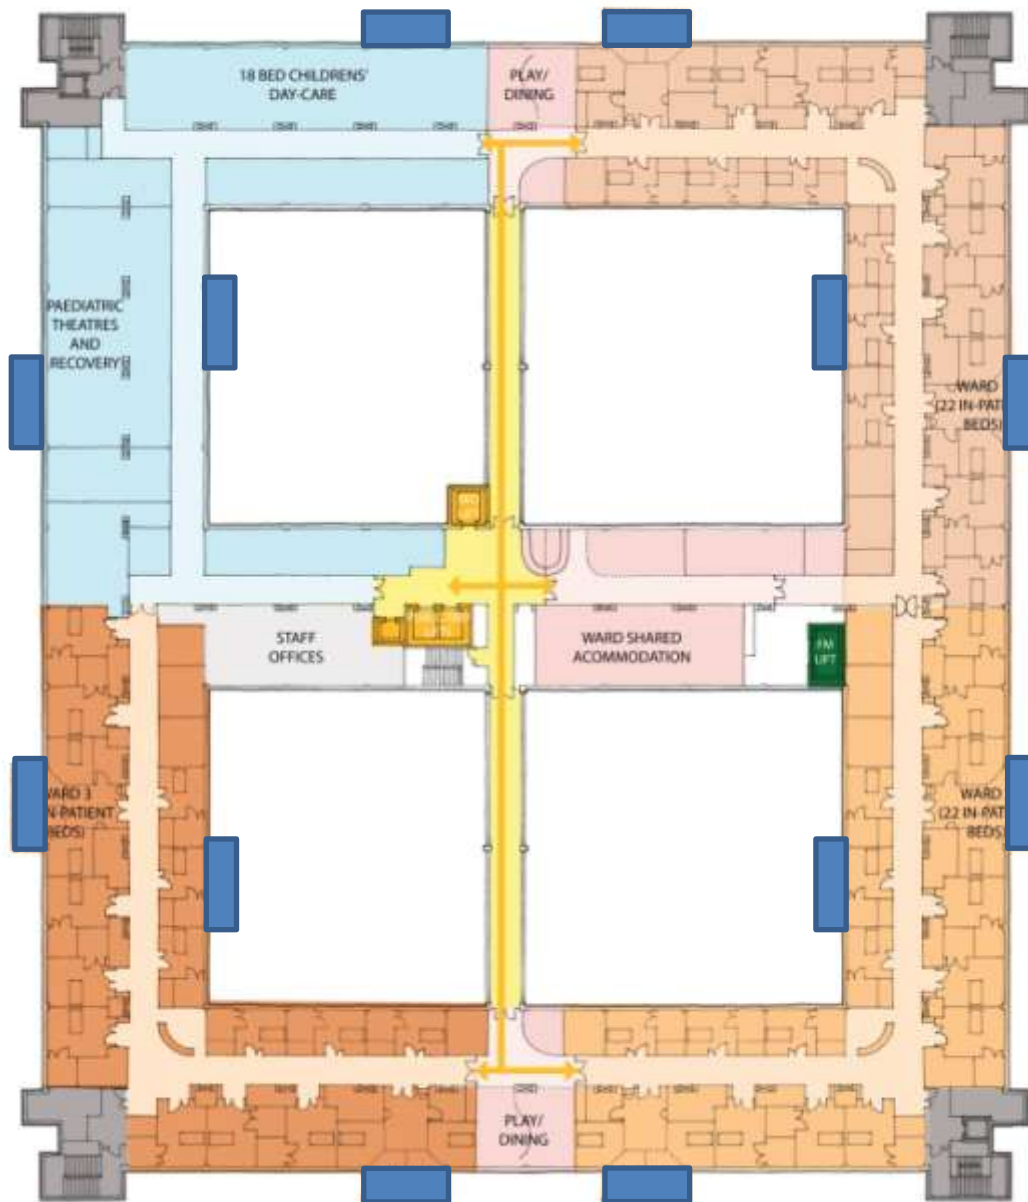 18 BED CHILDRENS'
DAY-CARE
PLAY/
DINING
PAEDIATRIC
THEATRES
AND
RECOVERY
WARD
(22 IN-PATI
BEDS)
STAFF
OFFICES
WARD SHARED
ACOMMODATION
FM
LIFT
WARD 3
N-PATIENT
BEDS)
WARD
(22 IN-PAT
BEDS)
PLAY/
DINING